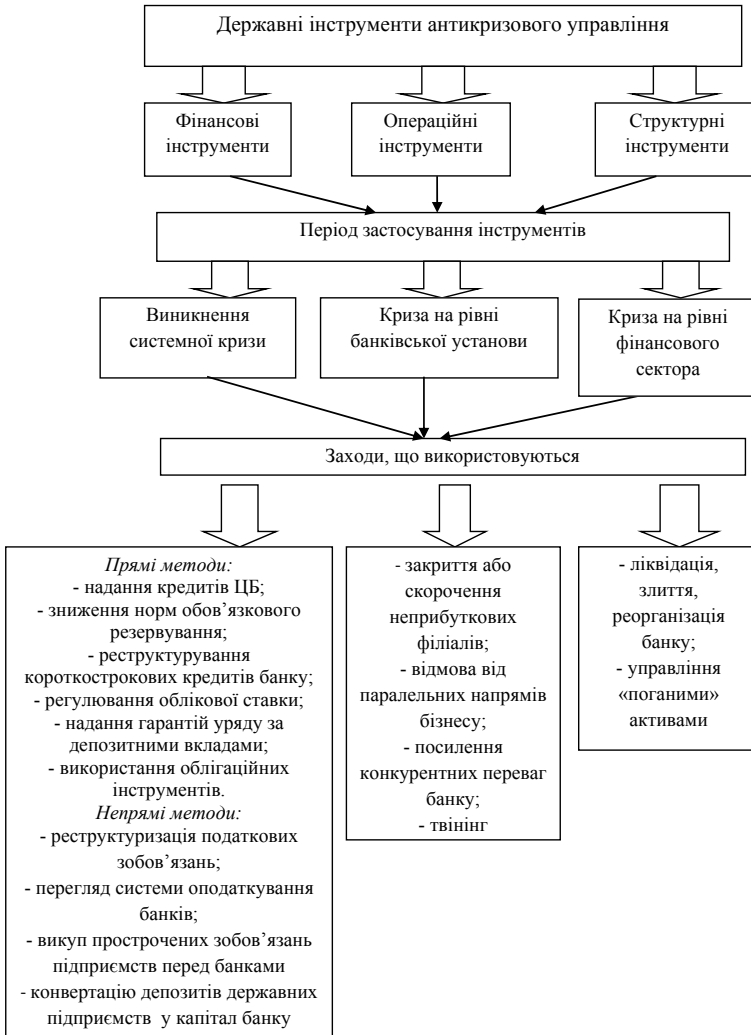 Державні інструменти антикризового управління
Фінансові
інструменти
Операційні
інструменти
Структурні
інструменти
Період застосування інструментів
Виникнення
системної кризи
Криза на рівні
банківської установи
Криза на рівні
фінансового
сектора
Заходи, що використовуються
Прямі методи:
- надання кредитів ЦБ;
- зниження норм обов’язкового
резервування;
- реструктурування
короткострокових кредитів банку;
- регулювання облікової ставки;
- надання гарантій уряду за
депозитними вкладами;
- використання облігаційних
інструментів.
Непрямі методи:
- реструктуризація податкових
зобов’язань;
- перегляд системи оподаткування
банків;
- викуп прострочених зобов’язань
підприємств перед банками
- конвертацію депозитів державних
підприємств у капітал банку
- закриття або
скорочення
неприбуткових
філіалів;
- відмова від
паралельних напрямів
бізнесу;
- посилення
конкурентних переваг
банку;
- твінінг
- ліквідація,
злиття,
реорганізація
банку;
- управління
«поганими»
активами